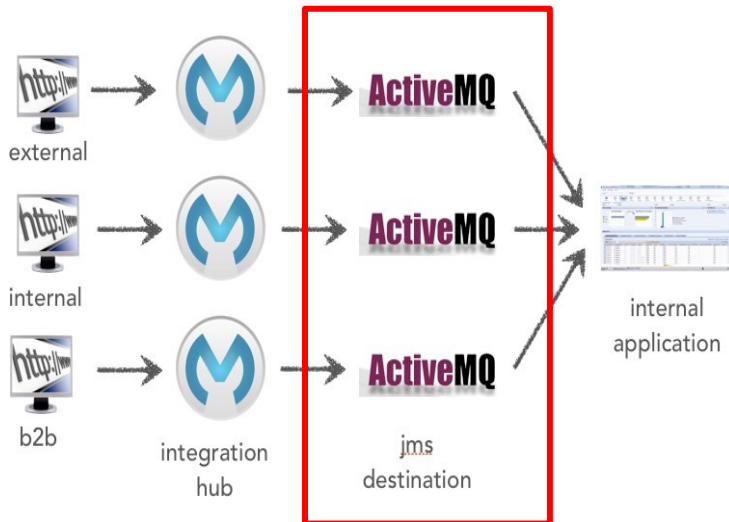 http://www
ActiveMQ
external
http://www
ActiveMQ
internal
internal
application
http://www
ActiveMQ
b2b
integration
hub
jms
destination